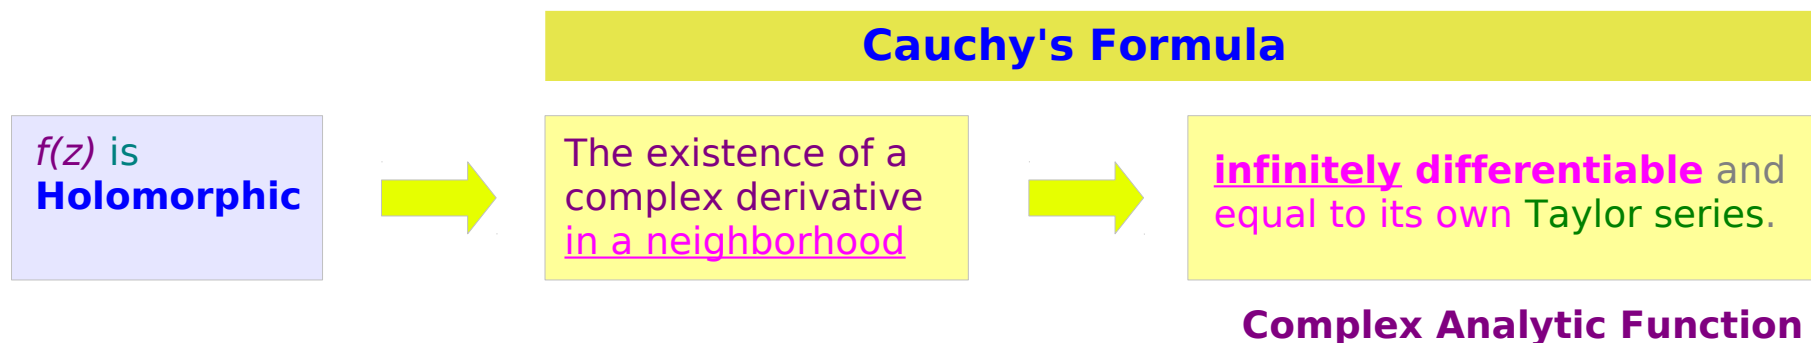 Cauchy's Formula
f(z) is
Holomorphic
The existence of a
complex derivative
in a neighborhood
infinitely differentiable and
equal to its own Taylor series.
Complex Analytic Function